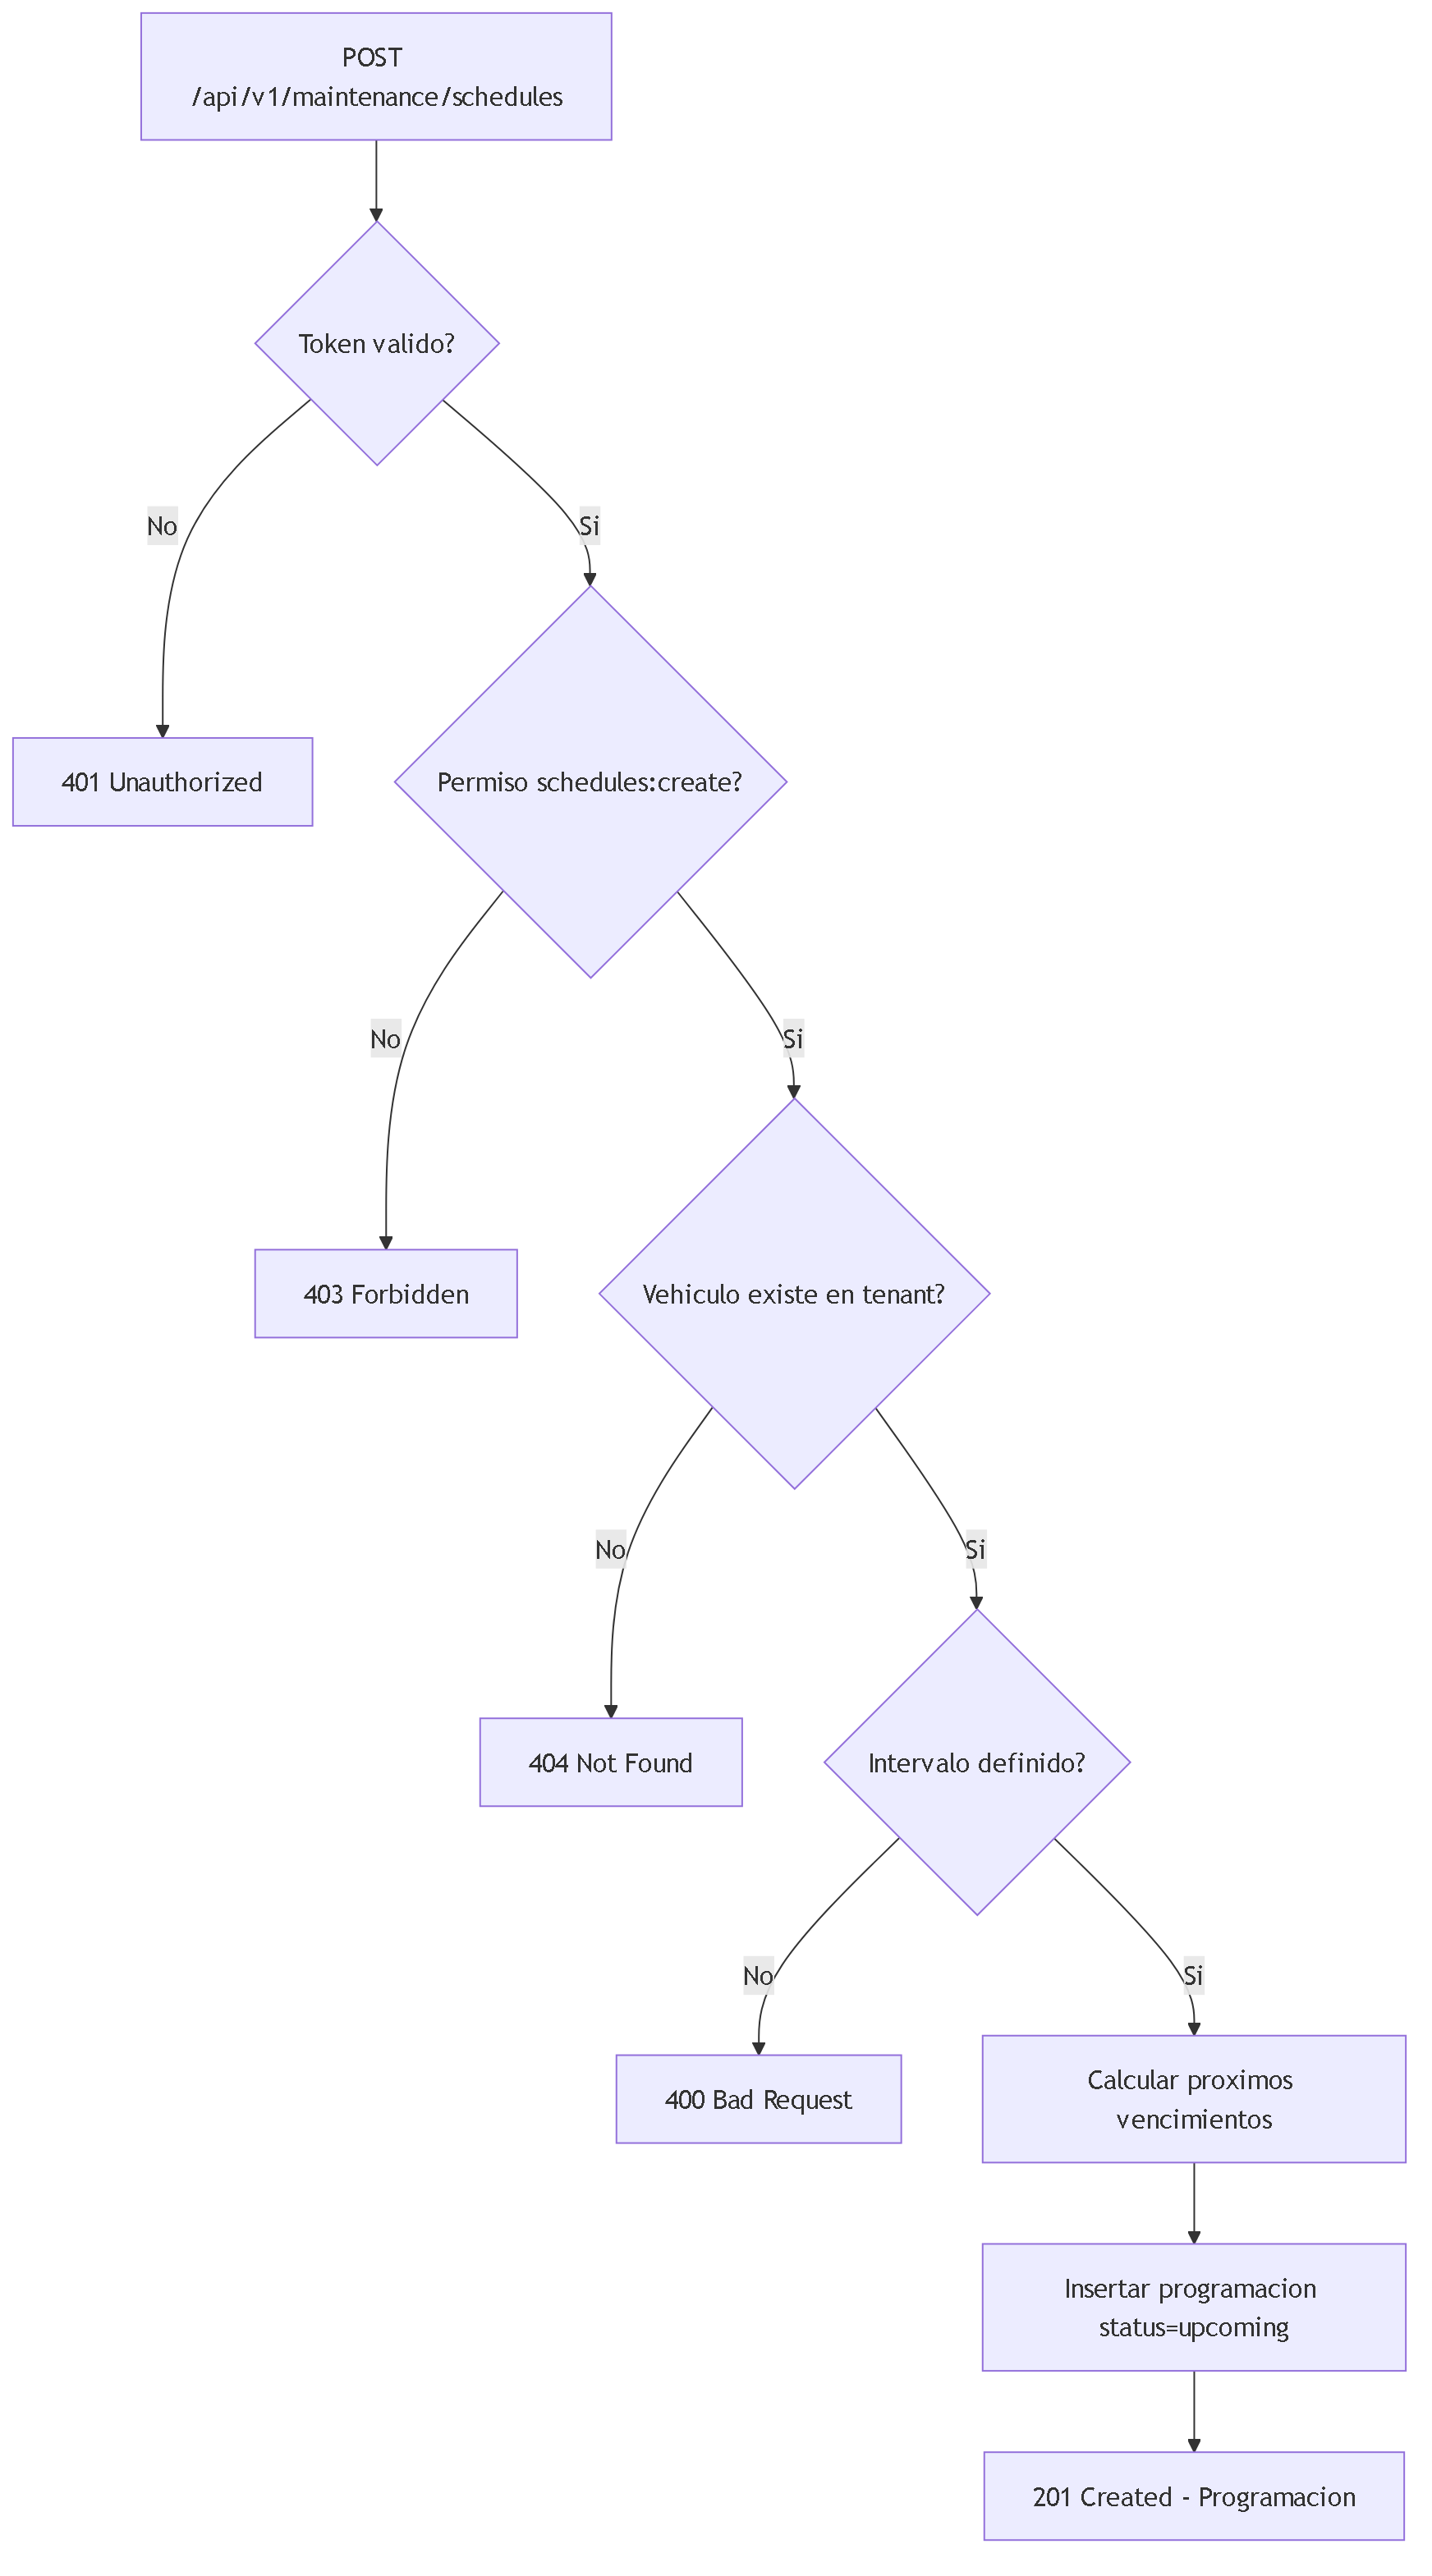 POST
/api/v1/maintenance/schedules
Token valido?
No
Si
401 Unauthorized
Permiso schedules:create?
No
Si
403 Forbidden
Vehiculo existe en tenant?
No
Si
404 Not Found
Intervalo definido?
No
Si
400 Bad Request
Calcular proximos
vencimientos
Insertar programacion
status=upcoming
201 Created - Programacion